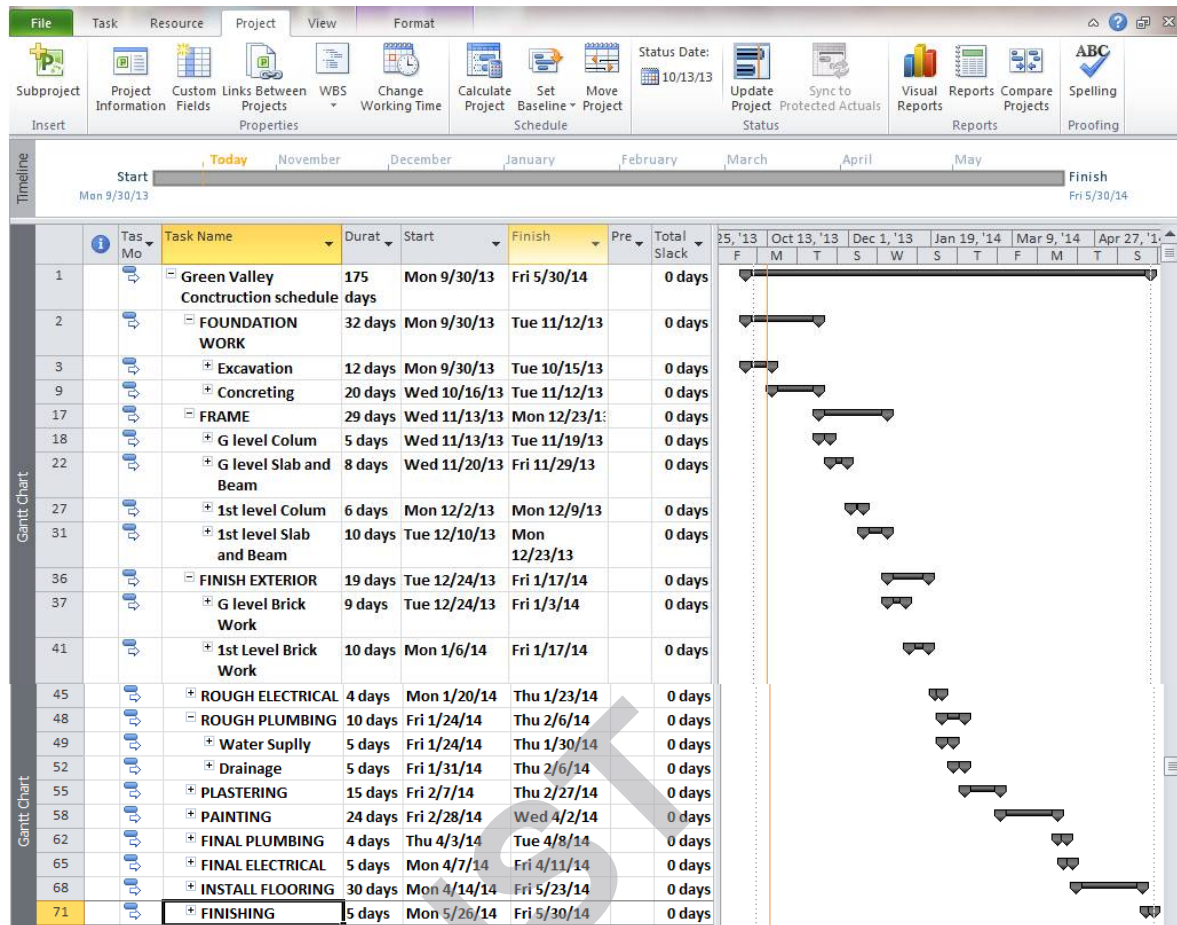 File Task Resource Project View Format
Subproject Project Information Custom Fields Links Between Projects WBS Change Working Time Calculate Project Set Baseline Move Project Status Date: 10/13/13 Update Project Sync to Protected Actuals Visual Reports Reports Compare Projects ABC Spelling
Insert Properties Schedule Status Reports Proofing
Timeline
Today November December January February March April May
Start Finish
Mon 9/30/13 Fri 5/30/14
Tas Mo Task Name Durat Start Finish Pre Total Slack 25, '13 Oct 13, '13 Dec 1, '13 Jan 19, '14 Mar 9, '14 Apr 27, '1
F M T S W S T F M T S
1 Green Valley Conctruction schedule 175 days Mon 9/30/13 Fri 5/30/14 0 days
2 FOUNDATION WORK 32 days Mon 9/30/13 Tue 11/12/13 0 days
3 Excavation 12 days Mon 9/30/13 Tue 10/15/13 0 days
9 Concreting 20 days Wed 10/16/13 Tue 11/12/13 0 days
17 FRAME 29 days Wed 11/13/13 Mon 12/23/1 0 days
18 G level Colum 5 days Wed 11/13/13 Tue 11/19/13 0 days
22 G level Slab and Beam 8 days Wed 11/20/13 Fri 11/29/13 0 days
27 1st level Colum 6 days Mon 12/2/13 Mon 12/9/13 0 days
31 1st level Slab and Beam 10 days Tue 12/10/13 Mon 12/23/13 0 days
36 FINISH EXTERIOR 19 days Tue 12/24/13 Fri 1/17/14 0 days
37 G level Brick Work 9 days Tue 12/24/13 Fri 1/3/14 0 days
41 1st Level Brick Work 10 days Mon 1/6/14 Fri 1/17/14 0 days
Gantt Chart
45 ROUGH ELECTRICAL 4 days Mon 1/20/14 Thu 1/23/14 0 days
48 ROUGH PLUMBING 10 days Fri 1/24/14 Thu 2/6/14 0 days
49 Water Suplly 5 days Fri 1/24/14 Thu 1/30/14 0 days
52 Drainage 5 days Fri 1/31/14 Thu 2/6/14 0 days
55 PLASTERING 15 days Fri 2/7/14 Thu 2/27/14 0 days
58 PAINTING 24 days Fri 2/28/14 Wed 4/2/14 0 days
62 FINAL PLUMBING 4 days Thu 4/3/14 Tue 4/8/14 0 days
65 FINAL ELECTRICAL 5 days Mon 4/7/14 Fri 4/11/14 0 days
68 INSTALL FLOORING 30 days Mon 4/14/14 Fri 5/23/14 0 days
71 FINISHING 5 days Mon 5/26/14 Fri 5/30/14 0 days
Gantt Chart